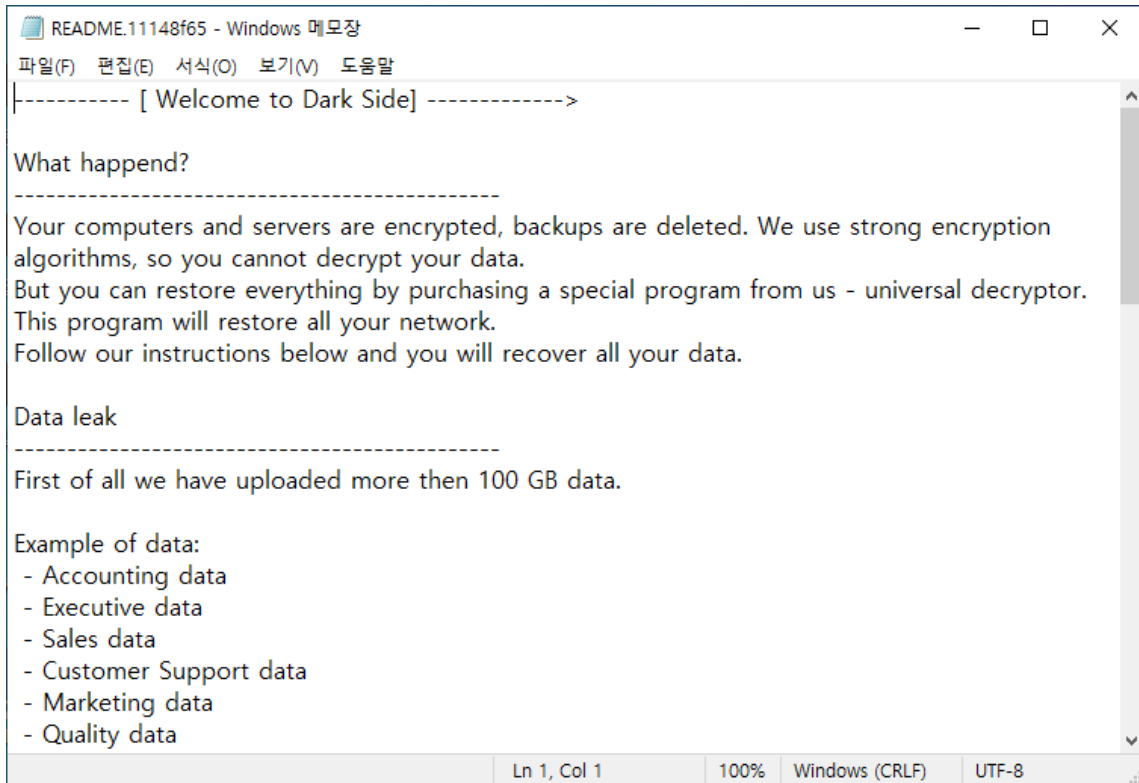 README.11148f65 - Windows 메모장
파일(F) 편집(E) 서식(O) 보기(V) 도움말
----------- [ Welcome to Dark Side] ------------->
What happend?
----------------------------------------------
Your computers and servers are encrypted, backups are deleted. We use strong encryption
algorithms, so you cannot decrypt your data.
But you can restore everything by purchasing a special program from us - universal decryptor.
This program will restore all your network.
Follow our instructions below and you will recover all your data.
Data leak
----------------------------------------------
First of all we have uploaded more then 100 GB data.
Example of data:
- Accounting data
- Executive data
- Sales data
- Customer Support data
- Marketing data
- Quality data
Ln 1, Col 1 100% Windows (CRLF) UTF-8